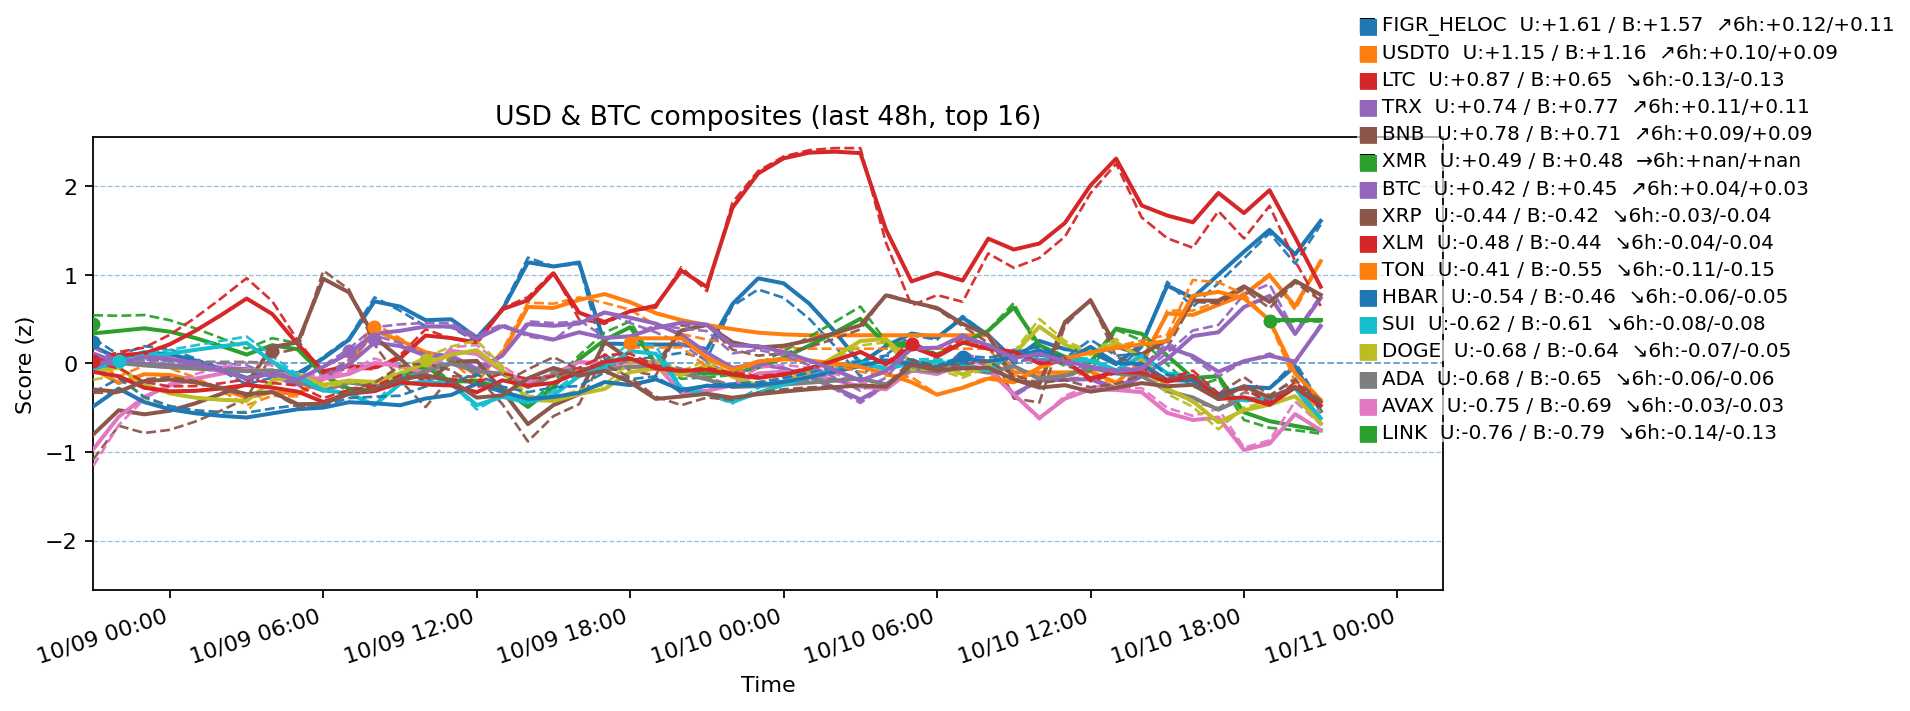 FIGR_HELOC U:+1.61 / B:+1.57 ↗6h:+0.12/+0.11
USDT0 U:+1.15 / B:+1.16 ↗6h:+0.10/+0.09
LTC U:+0.87 / B:+0.65 ↘6h:-0.13/-0.13
TRX U:+0.74 / B:+0.77 ↗6h:+0.11/+0.11
BNB U:+0.78 / B:+0.71 ↗6h:+0.09/+0.09
XMR U:+0.49 / B:+0.48 →6h:+nan/+nan
BTC U:+0.42 / B:+0.45 ↗6h:+0.04/+0.03
XRP U:-0.44 / B:-0.42 ↘6h:-0.03/-0.04
XLM U:-0.48 / B:-0.44 ↘6h:-0.04/-0.04
TON U:-0.41 / B:-0.55 ↘6h:-0.11/-0.15
HBAR U:-0.54 / B:-0.46 ↘6h:-0.06/-0.05
SUI U:-0.62 / B:-0.61 ↘6h:-0.08/-0.08
DOGE U:-0.68 / B:-0.64 ↘6h:-0.07/-0.05
ADA U:-0.68 / B:-0.65 ↘6h:-0.06/-0.06
AVAX U:-0.75 / B:-0.69 ↘6h:-0.03/-0.03
LINK U:-0.76 / B:-0.79 ↘6h:-0.14/-0.13
USD & BTC composites (last 48h, top 16)
Score (z)
2
1
0
−1
−2
10/09 00:00
10/09 06:00
10/09 12:00
10/09 18:00
10/10 00:00
10/10 06:00
10/10 12:00
10/10 18:00
10/11 00:00
Time